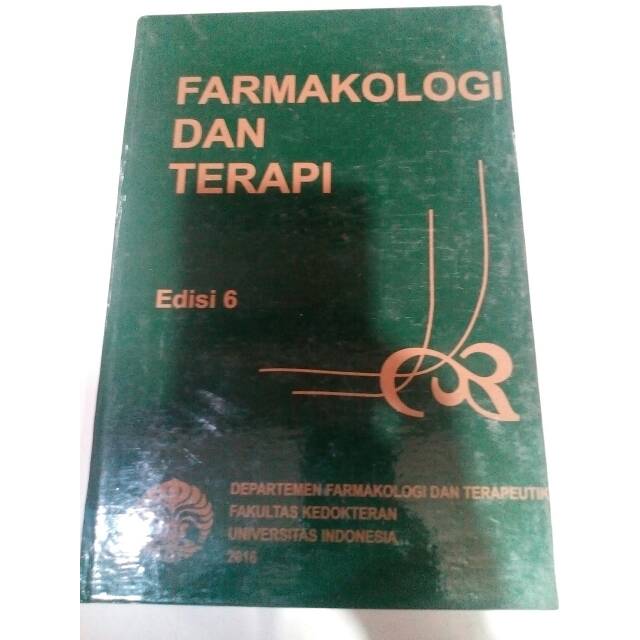 FARMAKOLOGI
DAN
TERAPI
Edisi 6
DEPARTEMEN FARMAKOLOGI DAN TERAPEUTIK
FAKULTAS KEDOKTERAN
UNIVERSITAS INDONESIA
2016